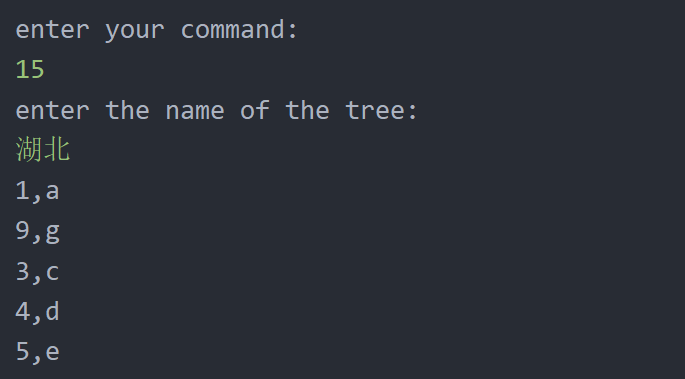 enter your command:
15
enter the name of the tree:
湖北
1,a
9,g
3,c
4,d
5,e